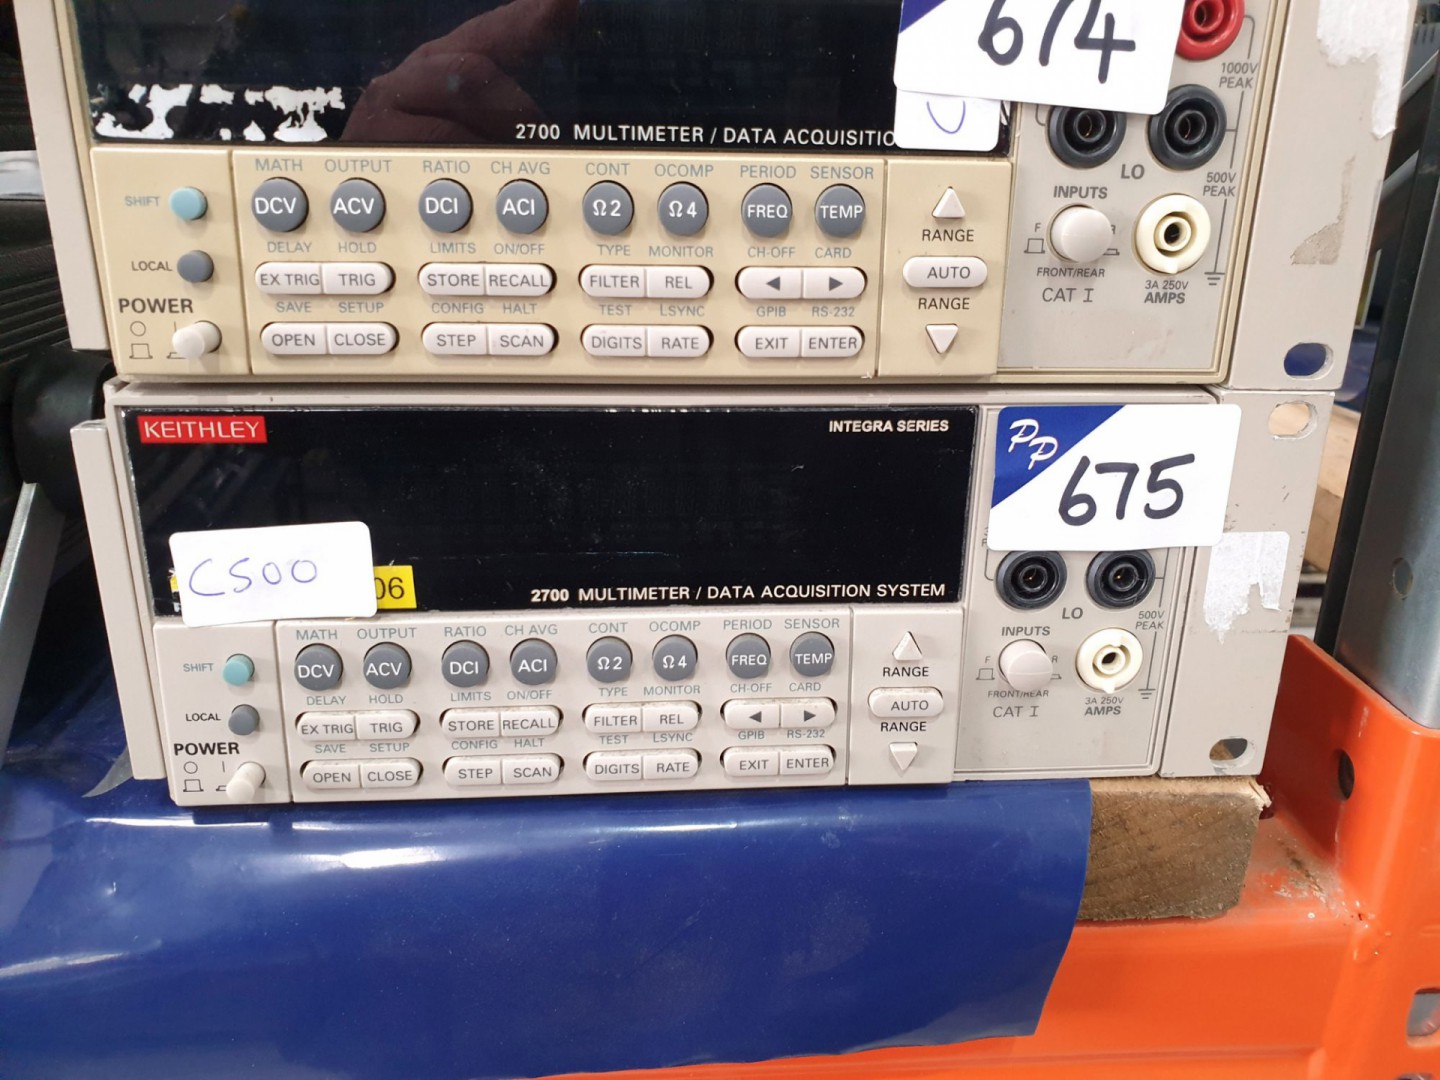 674
1000V
PEAK
2700 MULTIMETER / DATA ACQUISITIO
LO
500V
PEAK
MATH OUTPUT RATIO CH AVG CONT OCOMP PERIOD SENSOR
SHIFT DCV ACV DCI ACI Ω2 Ω4 FREQ TEMP
RANGE
INPUTS
F R
FRONT/REAR
CAT I
3A 250V
AMPS
DELAY HOLD LIMITS ON/OFF TYPE MONITOR CH-OFF CARD
LOCAL EX TRIG TRIG STORE RECALL FILTER REL AUTO
RANGE
POWER SAVE SETUP CONFIG HALT TEST LSYNC GPIB RS-232
OPEN CLOSE STEP SCAN DIGITS RATE EXIT ENTER
KEITHLEY
INTEGRA SERIES
PP
675
C500
06
2700 MULTIMETER / DATA ACQUISITION SYSTEM
LO
500V
PEAK
MATH OUTPUT RATIO CH AVG CONT OCOMP PERIOD SENSOR
SHIFT DCV ACV DCI ACI Ω2 Ω4 FREQ TEMP
RANGE
INPUTS
F R
FRONT/REAR
CAT I
3A 250V
AMPS
DELAY HOLD LIMITS ON/OFF TYPE MONITOR CH-OFF CARD
LOCAL EX TRIG TRIG STORE RECALL FILTER REL AUTO
RANGE
POWER SAVE SETUP CONFIG HALT TEST LSYNC GPIB RS-232
OPEN CLOSE STEP SCAN DIGITS RATE EXIT ENTER